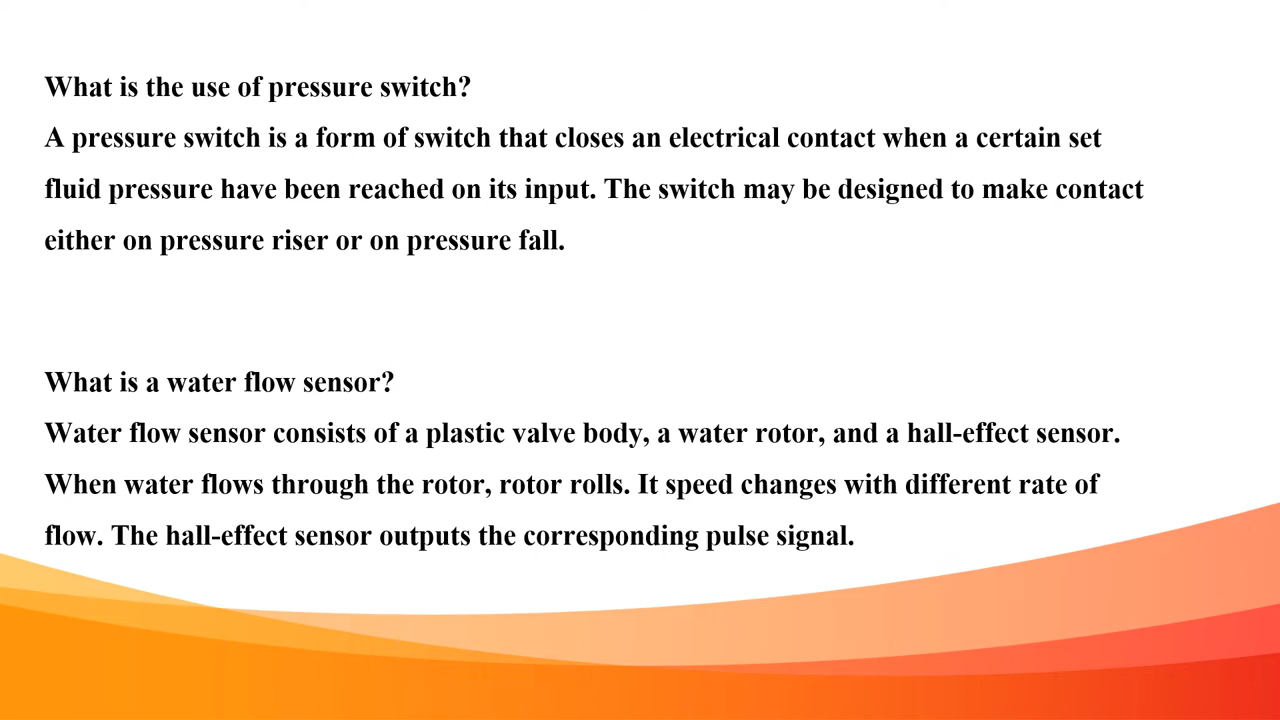 What is the use of pressure switch?
A pressure switch is a form of switch that closes an electrical contact when a certain set
fluid pressure have been reached on its input. The switch may be designed to make contact
either on pressure riser or on pressure fall.
What is a water flow sensor?
Water flow sensor consists of a plastic valve body, a water rotor, and a hall-effect sensor.
When water flows through the rotor, rotor rolls. It speed changes with different rate of
flow. The hall-effect sensor outputs the corresponding pulse signal.